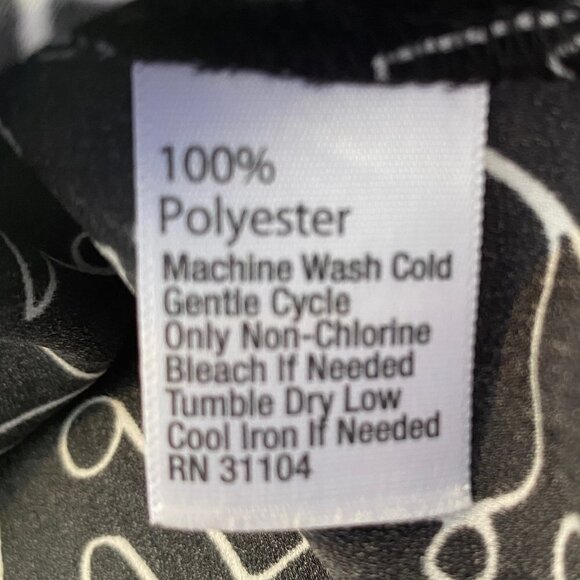 100%
Polyester
Machine Wash Cold
Gentle Cycle
Only Non-Chlorine
Bleach If Needed
Tumble Dry Low
Cool Iron If Needed
RN 31104